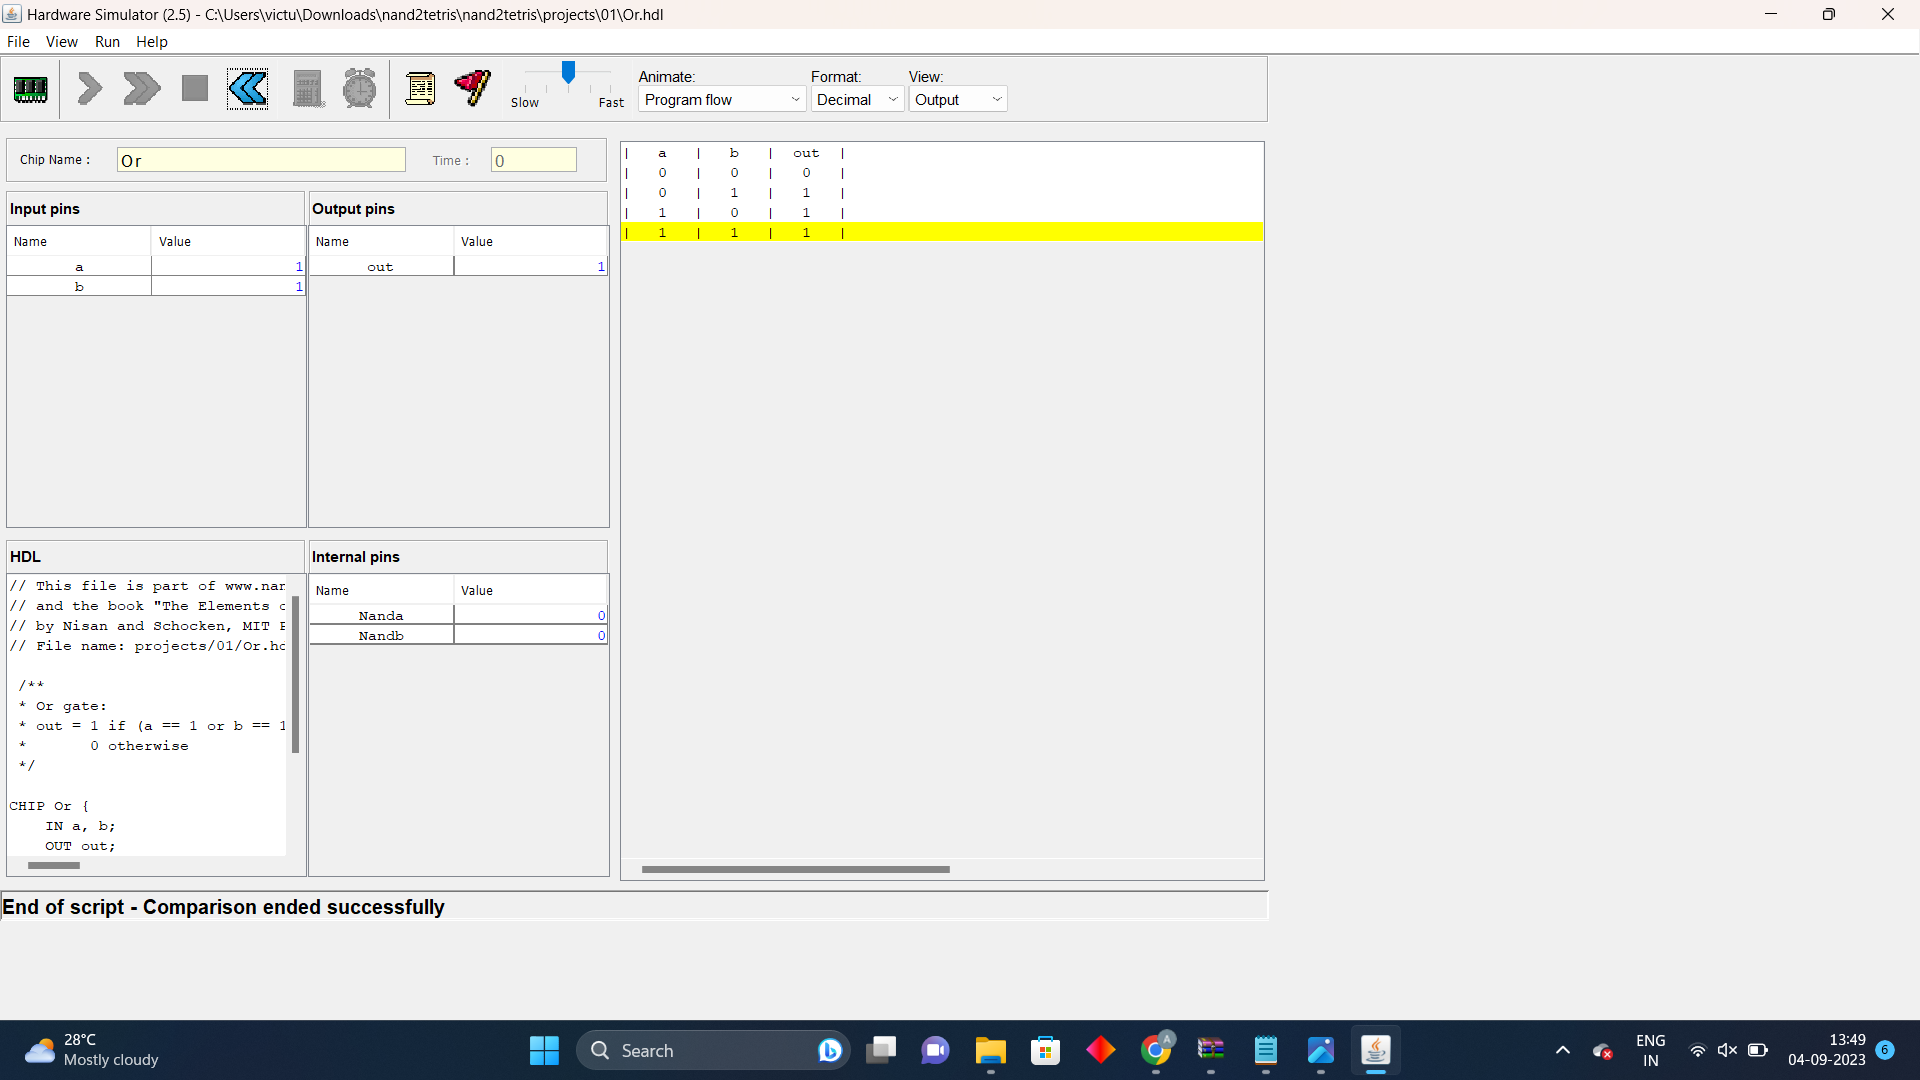 Hardware Simulator (2.5) - C:\Users\victu\Downloads\nand2tetris\nand2tetris\projects\01\Or.hdl
File View Run Help
Slow Fast
Animate: Format: View:
Program flow Decimal Output
Chip Name : Or Time : 0
Input pins
Name Value
a 1
b 1
Output pins
Name Value
out 1
| a | b | out |
| 0 | 0 | 0 |
| 0 | 1 | 1 |
| 1 | 0 | 1 |
| 1 | 1 | 1 |
HDL
// This file is part of www.nan
// and the book "The Elements o
// by Nisan and Schocken, MIT P
// File name: projects/01/Or.hd
/**
* Or gate:
* out = 1 if (a == 1 or b == 1
* 0 otherwise
*/
CHIP Or {
IN a, b;
OUT out;
Internal pins
Name Value
Nanda 0
Nandb 0
End of script - Comparison ended successfully
28°C
Mostly cloudy
Search
A
ENG
IN
13:49
04-09-2023
6